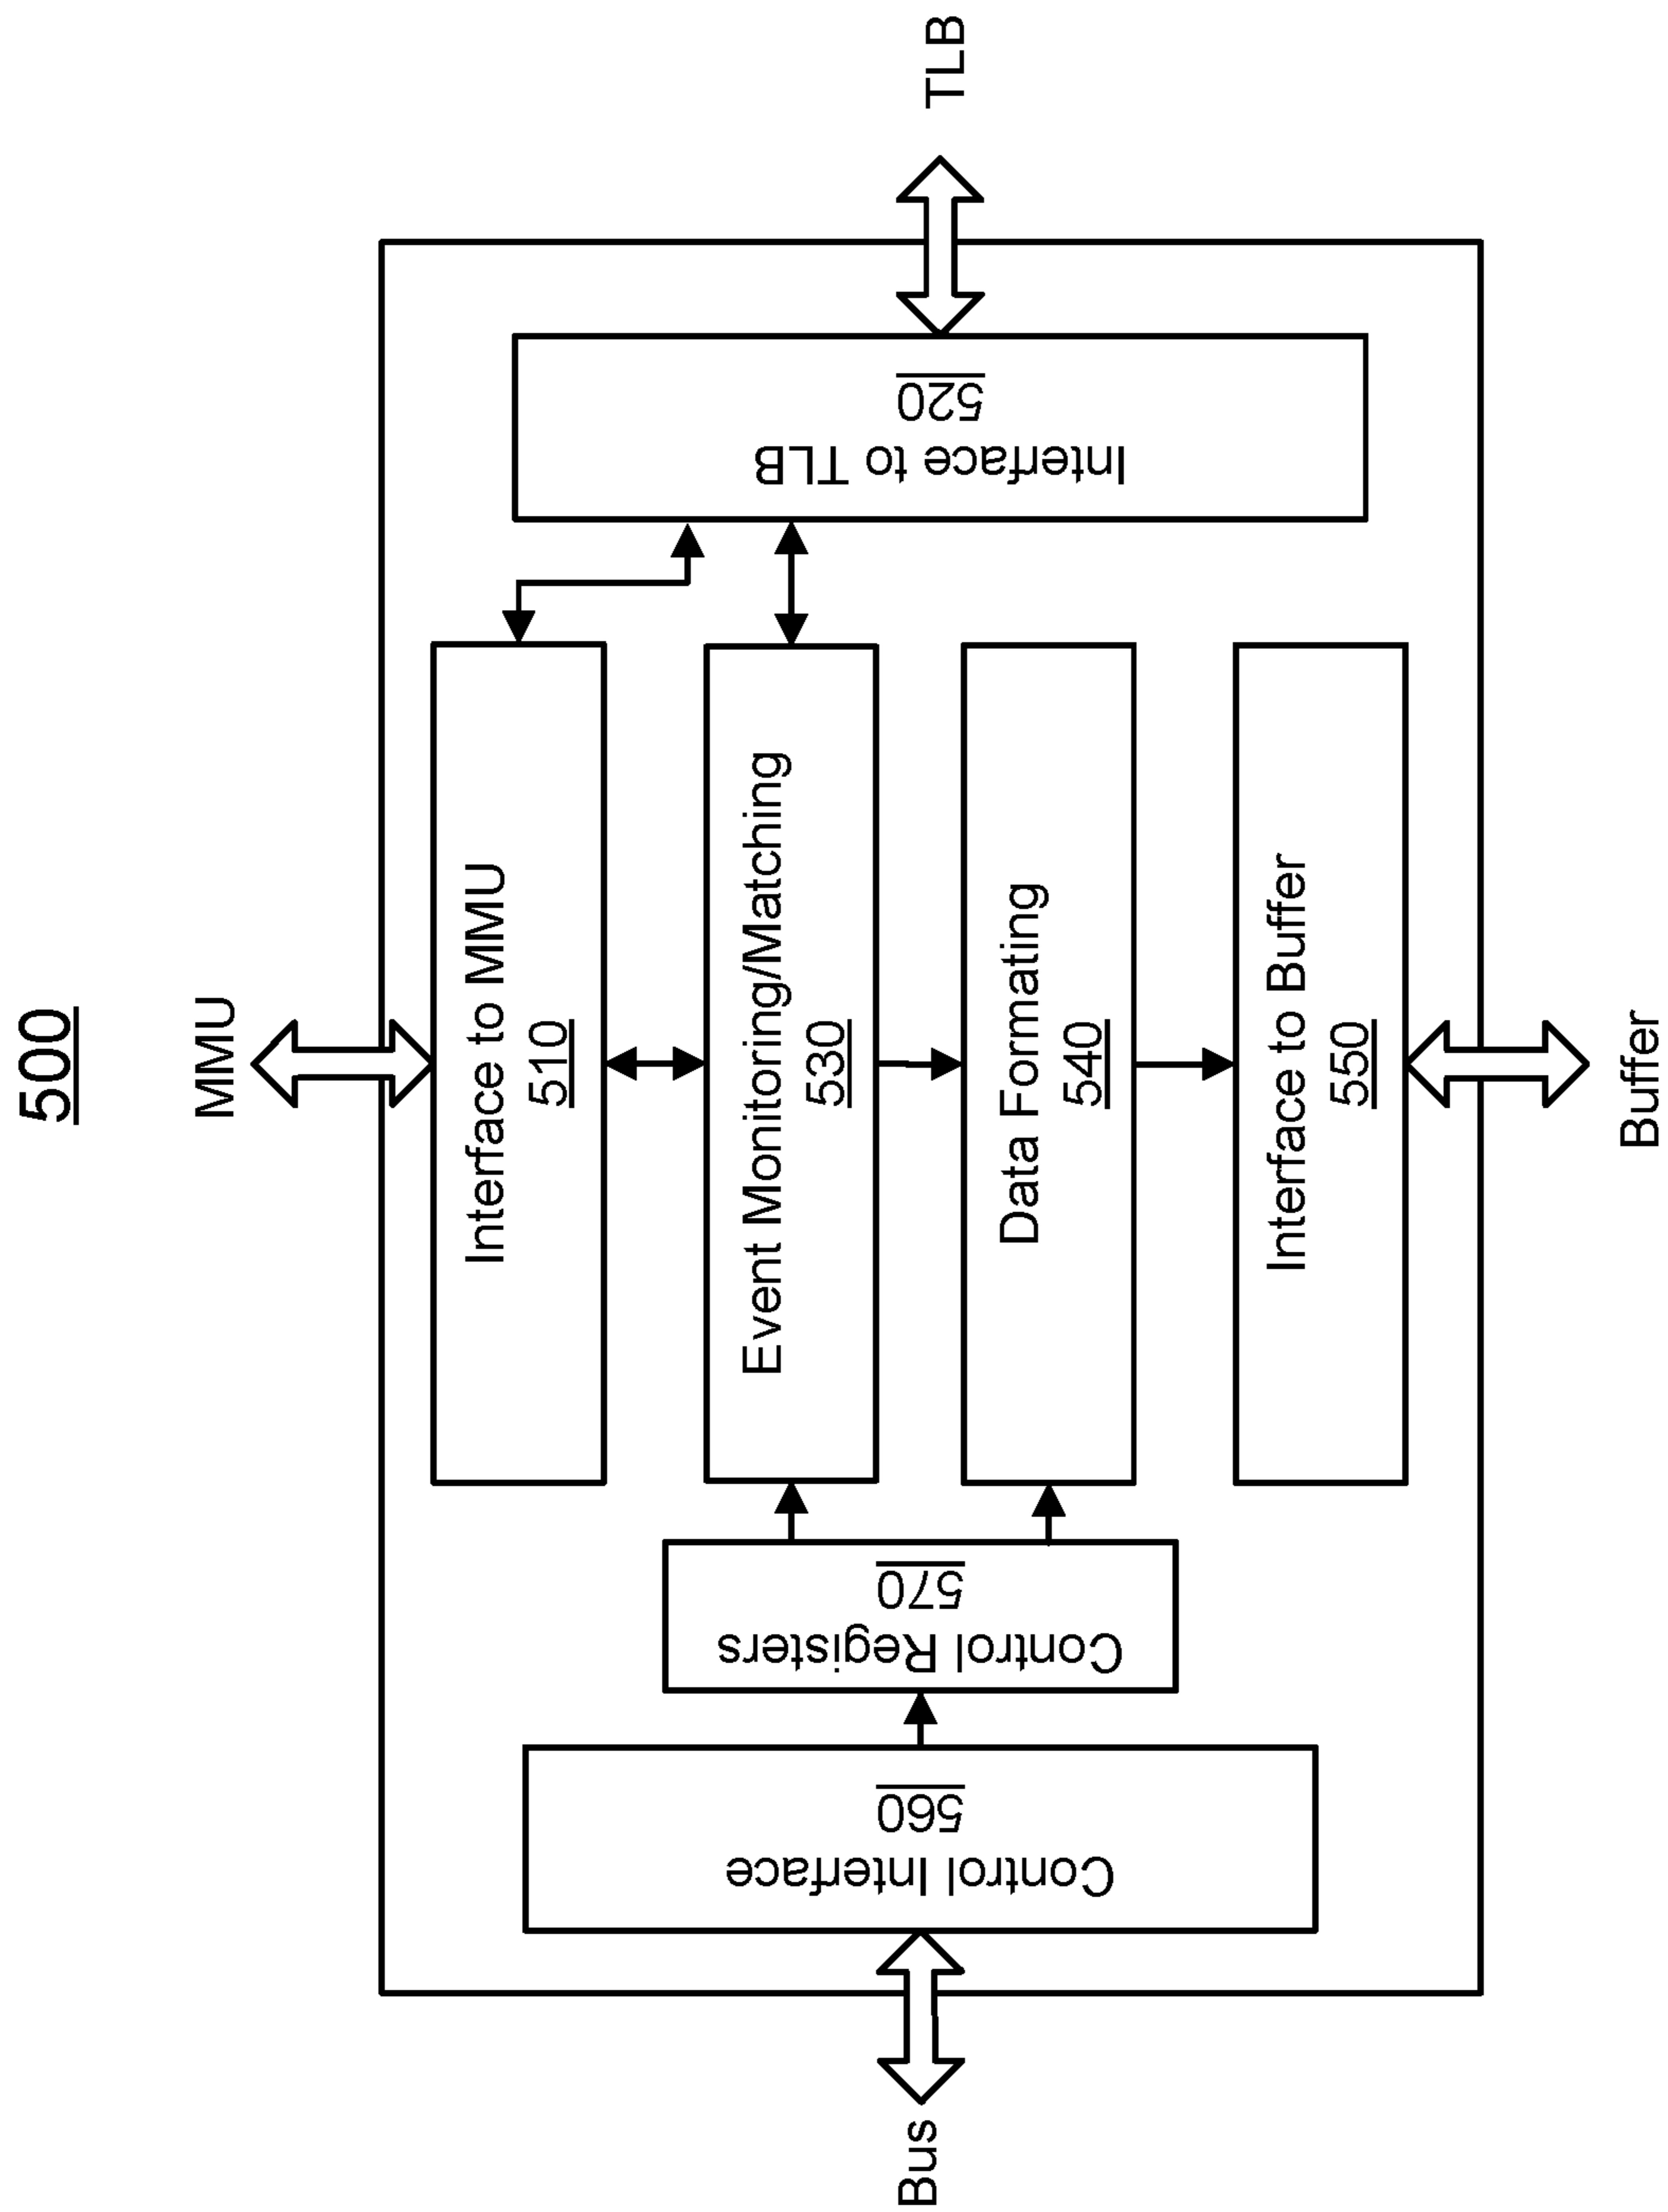 500
MMU
Interface to MMU
510
Event Monitoring/Matching
530
Data Formating
540
Interface to Buffer
550
Buffer
Bus
Control Interface
560
Control Registers
570
Interface to TLB
520
TLB